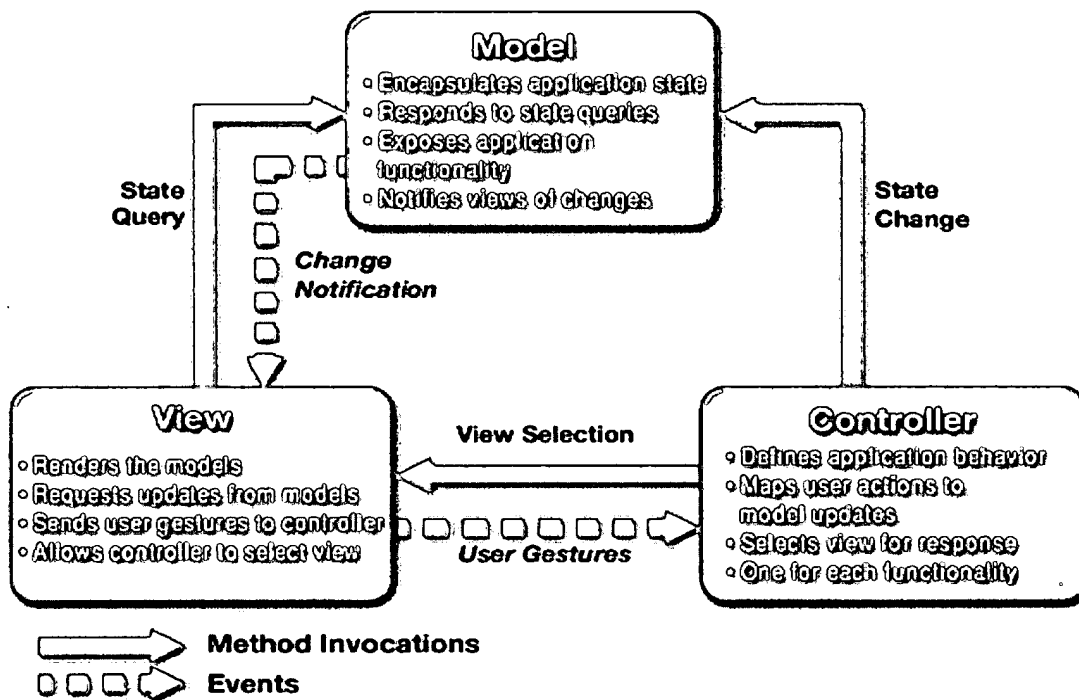 Model
• Encapsulates application state
• Responds to state queries
• Exposes application
functionality
• Notifies views of changes
State
Query
State
Change
Change
Notification
View
• Renders the models
• Requests updates from models
• Sends user gestures to controller
• Allows controller to select view
View Selection
User Gestures
Controller
• Defines application behavior
• Maps user actions to
model updates
• Selects view for response
• One for each functionality
Method Invocations
Events